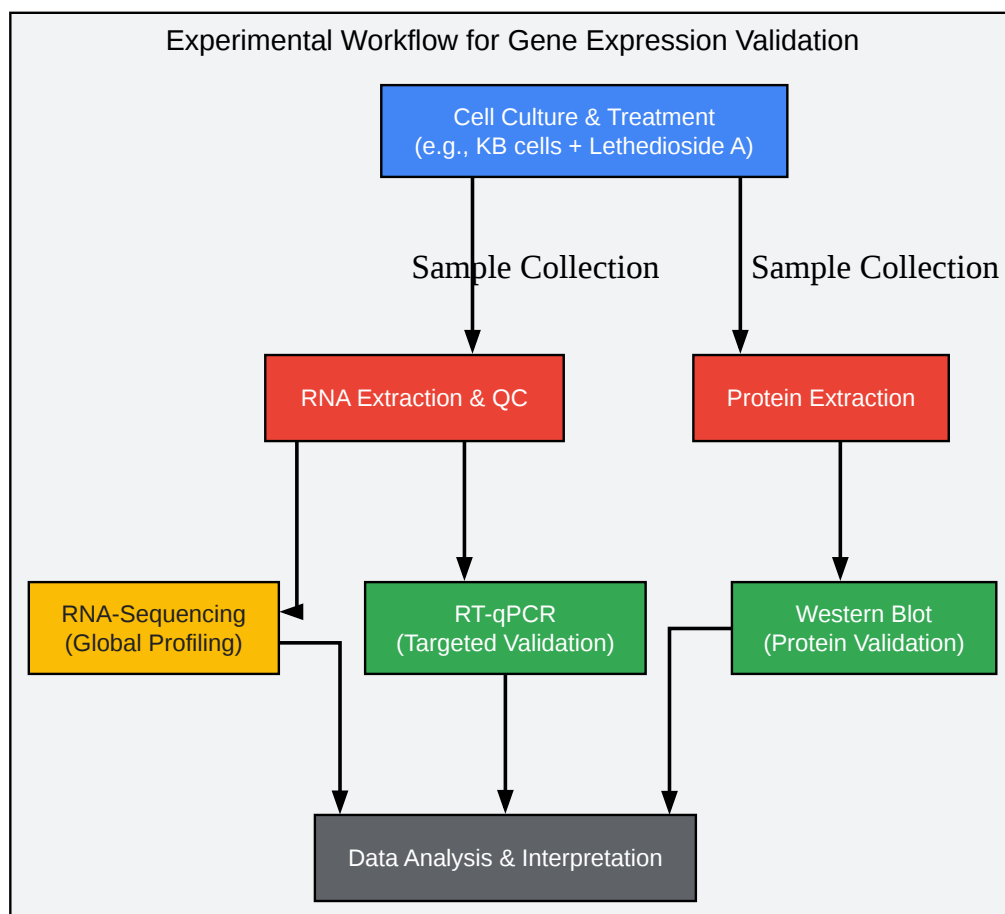 Experimental Workflow for Gene Expression Validation
Cell Culture & Treatment
(e.g., KB cells + Lethedioside A)
Sample Collection
Sample Collection
RNA Extraction & QC
Protein Extraction
RNA-Sequencing
(Global Profiling)
RT-qPCR
(Targeted Validation)
Western Blot
(Protein Validation)
Data Analysis & Interpretation